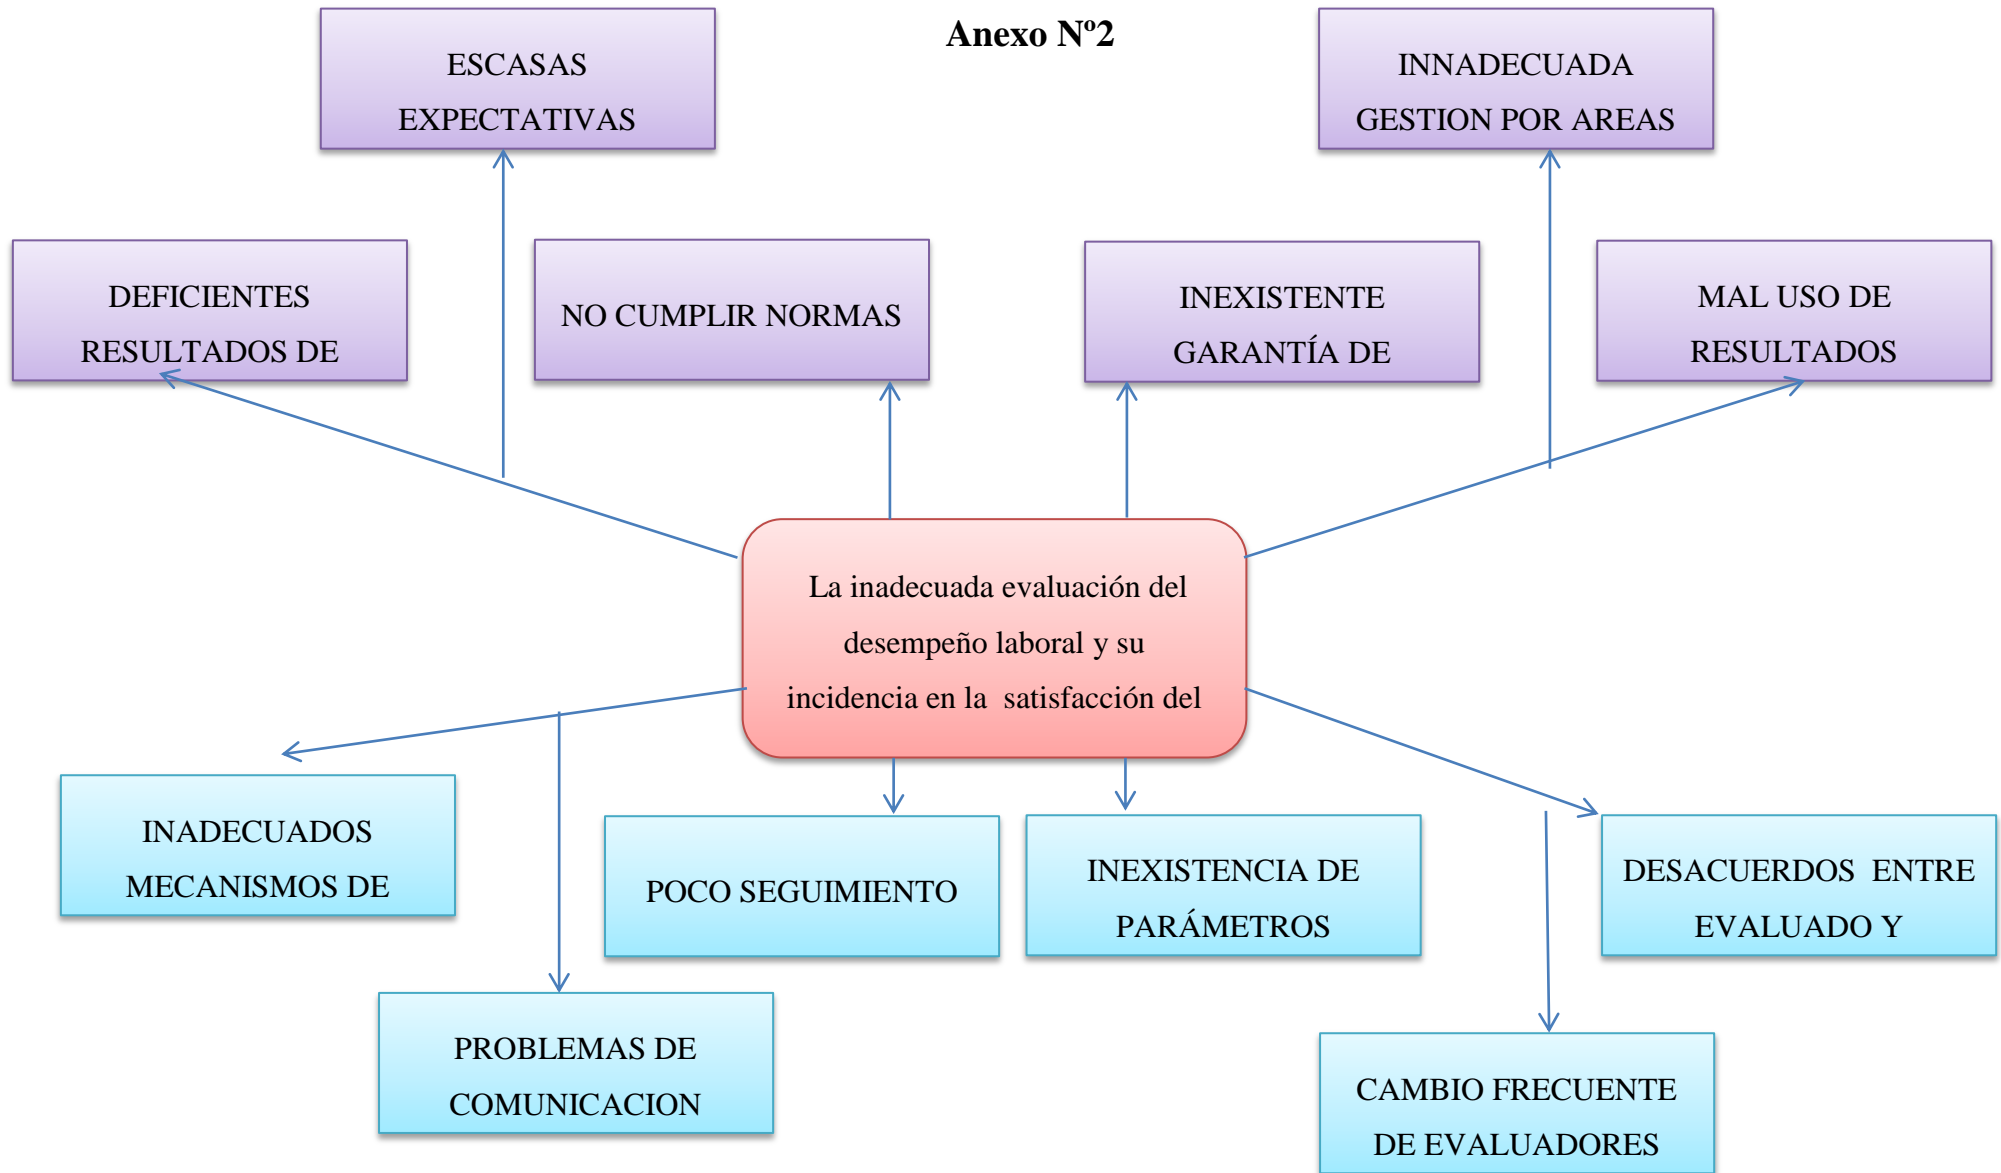 Anexo Nº2
ESCASAS
EXPECTATIVAS
INNADECUADA
GESTION POR AREAS
DEFICIENTES
RESULTADOS DE
NO CUMPLIR NORMAS
INEXISTENTE
GARANTÍA DE
MAL USO DE
RESULTADOS
La inadecuada evaluación del
desempeño laboral y su
incidencia en la satisfacción del
INADECUADOS
MECANISMOS DE
POCO SEGUIMIENTO
INEXISTENCIA DE
PARÁMETROS
DESACUERDOS ENTRE
EVALUADO Y
PROBLEMAS DE
COMUNICACION
CAMBIO FRECUENTE
DE EVALUADORES